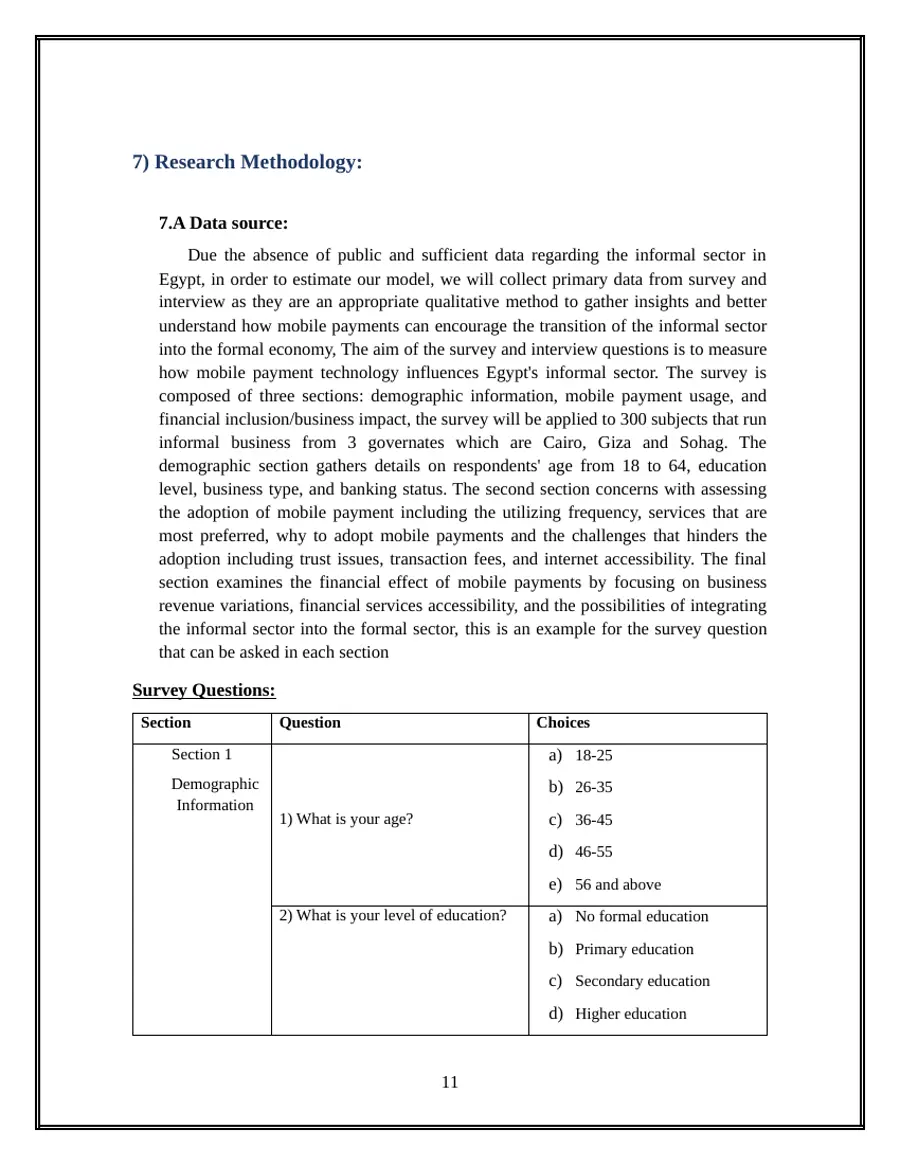 7) Research Methodology:
7.A Data source:
Due the absence of public and sufficient data regarding the informal sector in
Egypt, in order to estimate our model, we will collect primary data from survey and
interview as they are an appropriate qualitative method to gather insights and better
understand how mobile payments can encourage the transition of the informal sector
into the formal economy, The aim of the survey and interview questions is to measure
how mobile payment technology influences Egypt's informal sector. The survey is
composed of three sections: demographic information, mobile payment usage, and
financial inclusion/business impact, the survey will be applied to 300 subjects that run
informal business from 3 governates which are Cairo, Giza and Sohag. The
demographic section gathers details on respondents' age from 18 to 64, education
level, business type, and banking status. The second section concerns with assessing
the adoption of mobile payment including the utilizing frequency, services that are
most preferred, why to adopt mobile payments and the challenges that hinders the
adoption including trust issues, transaction fees, and internet accessibility. The final
section examines the financial effect of mobile payments by focusing on business
revenue variations, financial services accessibility, and the possibilities of integrating
the informal sector into the formal sector, this is an example for the survey question
that can be asked in each section
Survey Questions:
Section Question Choices
Section 1
Demographic
Information
1) What is your age?
a) 18-25
b) 26-35
c) 36-45
d) 46-55
e) 56 and above
2) What is your level of education?
a) No formal education
b) Primary education
c) Secondary education
d) Higher education
11